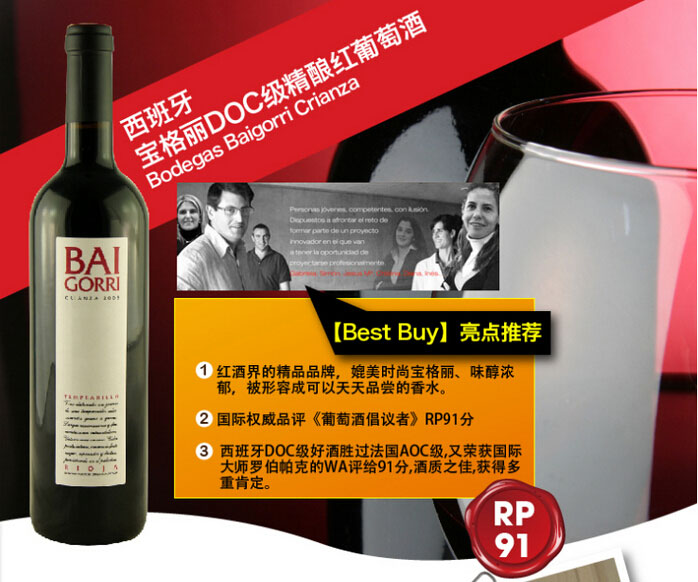 西班牙
宝格丽DOC级精酿红葡萄酒
Bodegas Baigorri Crianza
Personas jóvenes, competentes, con ilusión.
Dispuestos a afrontar el reto de
formar parte de un proyecto
innovador en el que van
a tener la oportunidad de
proyectarse profesionalmente
BAI
GORRI
CRIANZA 2005
TEMPRANILLO
RIOJA
【Best Buy】亮点推荐
1 红酒界的精品品牌，媲美时尚宝格丽、味醇浓
郁，被形容成可以天天品尝的香水。
2 国际权威品评《葡萄酒倡议者》RP91分
3 西班牙DOC级好酒胜过法国AOC级,又荣获国际
大师罗伯帕克的WA评给91分,酒质之佳,获得多
重肯定。
RP
91